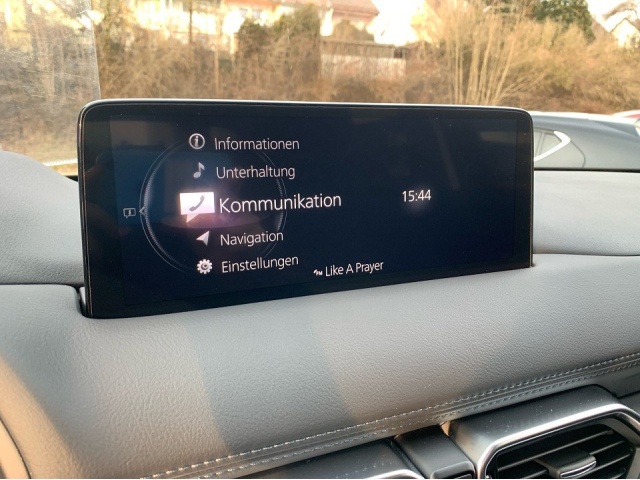 Informationen
Unterhaltung
Kommunikation
15:44
Navigation
Einstellungen
Like A Prayer